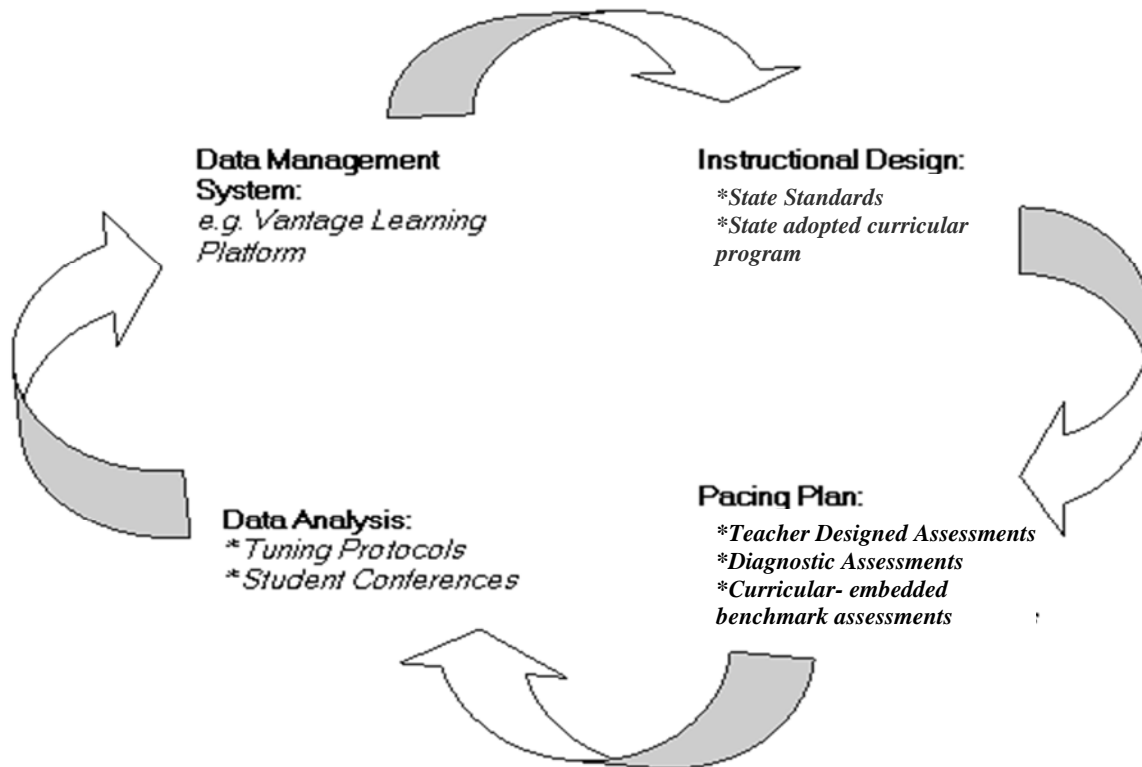 Data Management
System:
e.g. Vantage Learning
Platform
Instructional Design:
*State Standards
*State adopted curricular
program
Data Analysis:
*Tuning Protocols
*Student Conferences
Pacing Plan:
*Teacher Designed Assessments
*Diagnostic Assessments
*Curricular- embedded
benchmark assessments